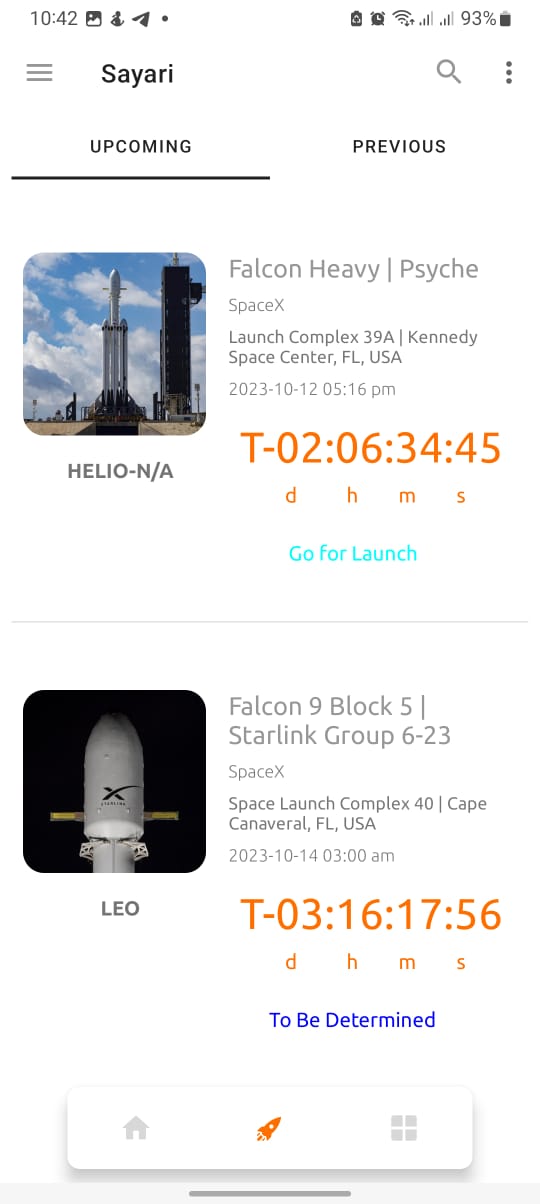 10:42
93%
Sayari
UPCOMING
PREVIOUS
Falcon Heavy | Psyche
SpaceX
Launch Complex 39A | Kennedy
Space Center, FL, USA
2023-10-12 05:16 pm
T-02:06:34:45
d h m s
HELIO-N/A
Go for Launch
Falcon 9 Block 5 |
Starlink Group 6-23
SpaceX
Space Launch Complex 40 | Cape
Canaveral, FL, USA
2023-10-14 03:00 am
STARLINK
T-03:16:17:56
d h m s
LEO
To Be Determined